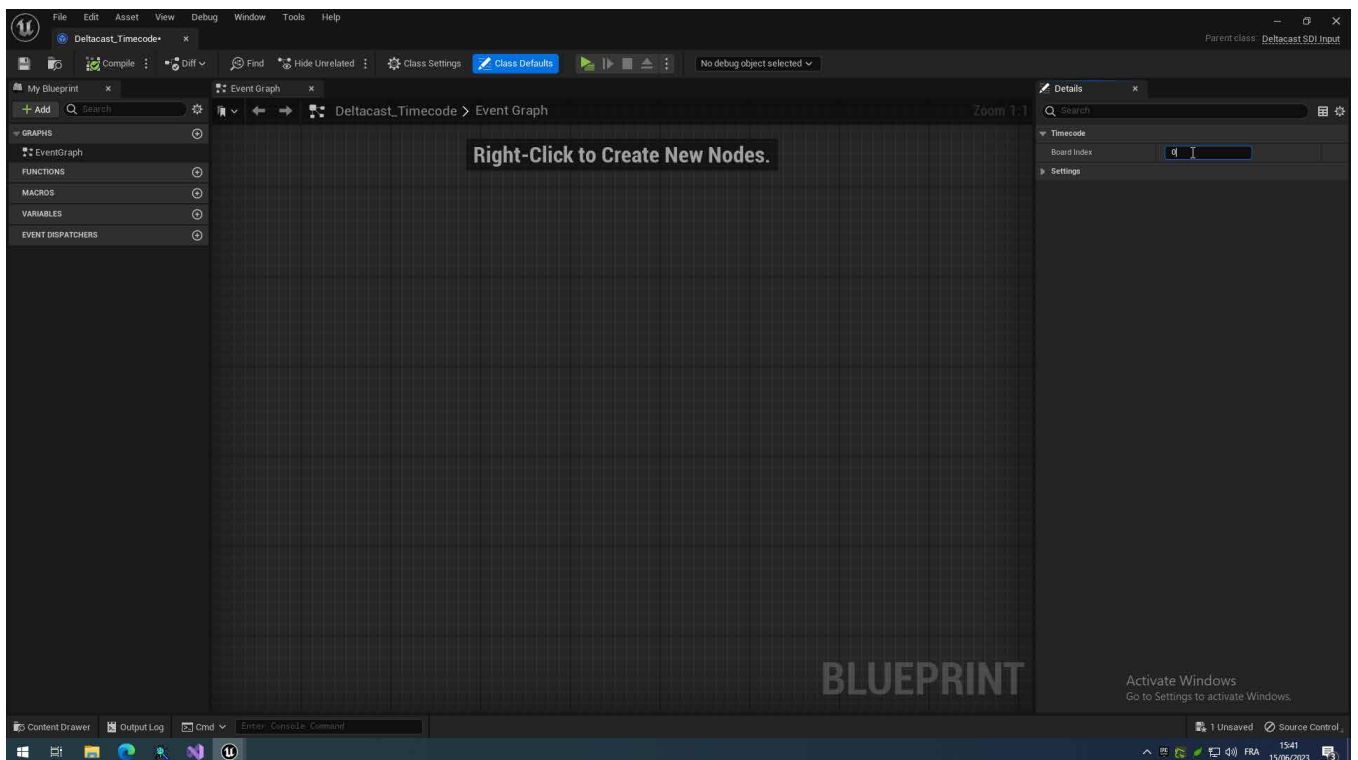 File Edit Asset View Debug Window Tools Help
Deltacast_Timecode•
Parent class: Deltacast SDI Input
Compile Diff Find Hide Unrelated Class Settings Class Defaults No debug object selected
My Blueprint Event Graph Details
+ Add Search Deltacast_Timecode > Event Graph Zoom 1:1 Search
GRAPHS Timecode
EventGraph Right-Click to Create New Nodes. Board Index 0
FUNCTIONS Settings
MACROS
VARIABLES
EVENT DISPATCHERS
BLUEPRINT
Activate Windows
Go to Settings to activate Windows.
Content Drawer Output Log Cmd Enter Console Command 1 Unsaved Source Control
FRA 15:41
15/06/2023